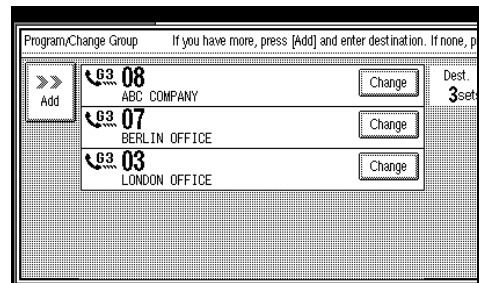 Program/Change Group If you have more, press [Add] and enter destination. If none, p
Add
G3 08 Change
ABC COMPANY
Dest.
3sets
G3 07 Change
BERLIN OFFICE
G3 03 Change
LONDON OFFICE